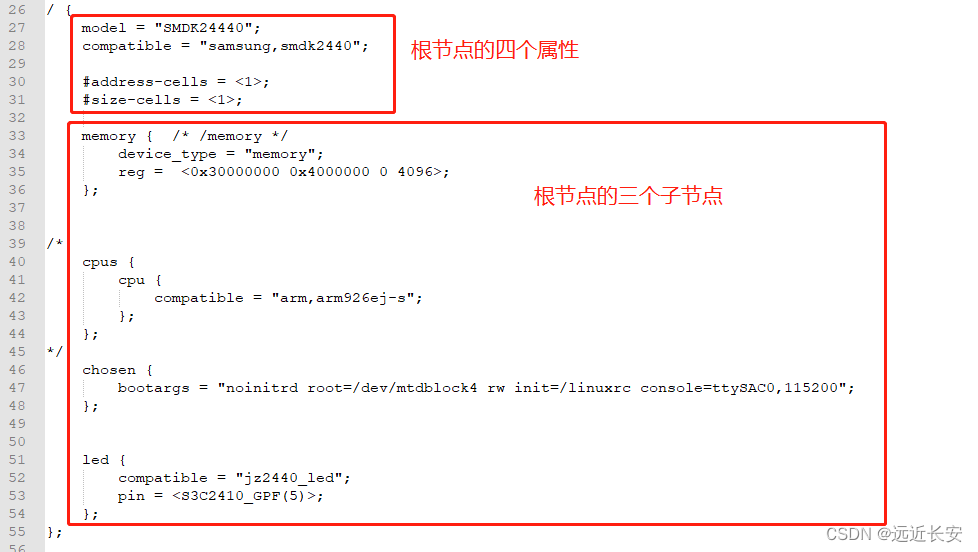 26 / {
27 model = "SMDK24440";
28 compatible = "samsung,smdk2440";
根节点的四个属性
29
30 #address-cells = <1>;
31 #size-cells = <1>;
32
33 memory { /* /memory */
34 device_type = "memory";
35 reg = <0x30000000 0x4000000 0 4096>;
根节点的三个子节点
36 };
37
38
39 /*
40 cpus {
41 cpu {
42 compatible = "arm,arm926ej-s";
43 };
44 };
45 */
46 chosen {
47 bootargs = "noinitrd root=/dev/mtdblock4 rw init=/linuxrc console=ttySAC0,115200";
48 };
49
50
51 led {
52 compatible = "jz2440_led";
53 pin = <S3C2410_GPF(5)>;
54 };
55 };
56
CSDN @远近长安